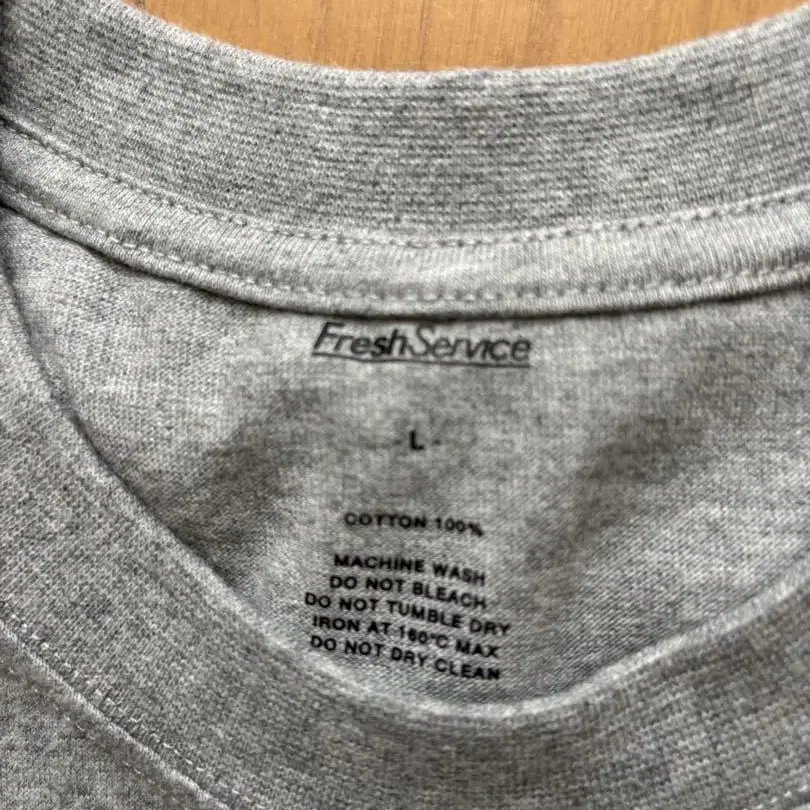 FreshService
- L -
COTTON 100%
MACHINE WASH
DO NOT BLEACH
DO NOT TUMBLE DRY
IRON AT 160°C MAX
DO NOT DRY CLEAN